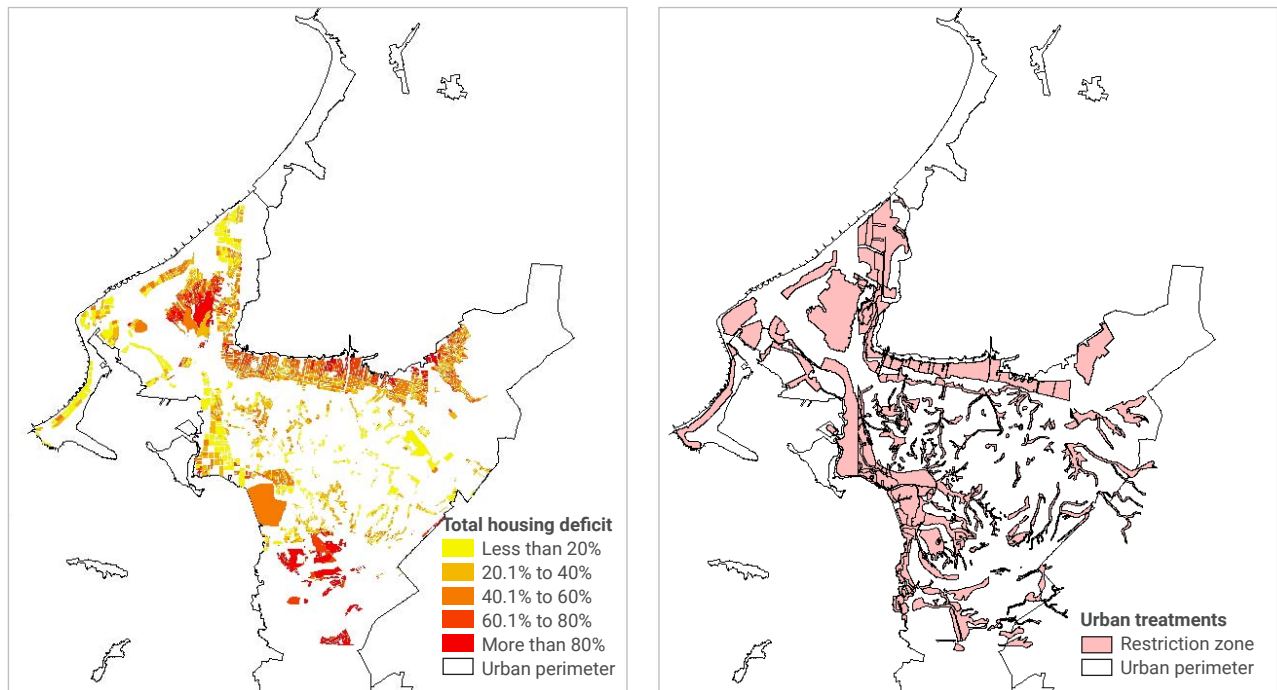 Total housing deficit
Less than 20%
20.1% to 40%
40.1% to 60%
60.1% to 80%
More than 80%
Urban perimeter
Urban treatments
Restriction zone
Urban perimeter